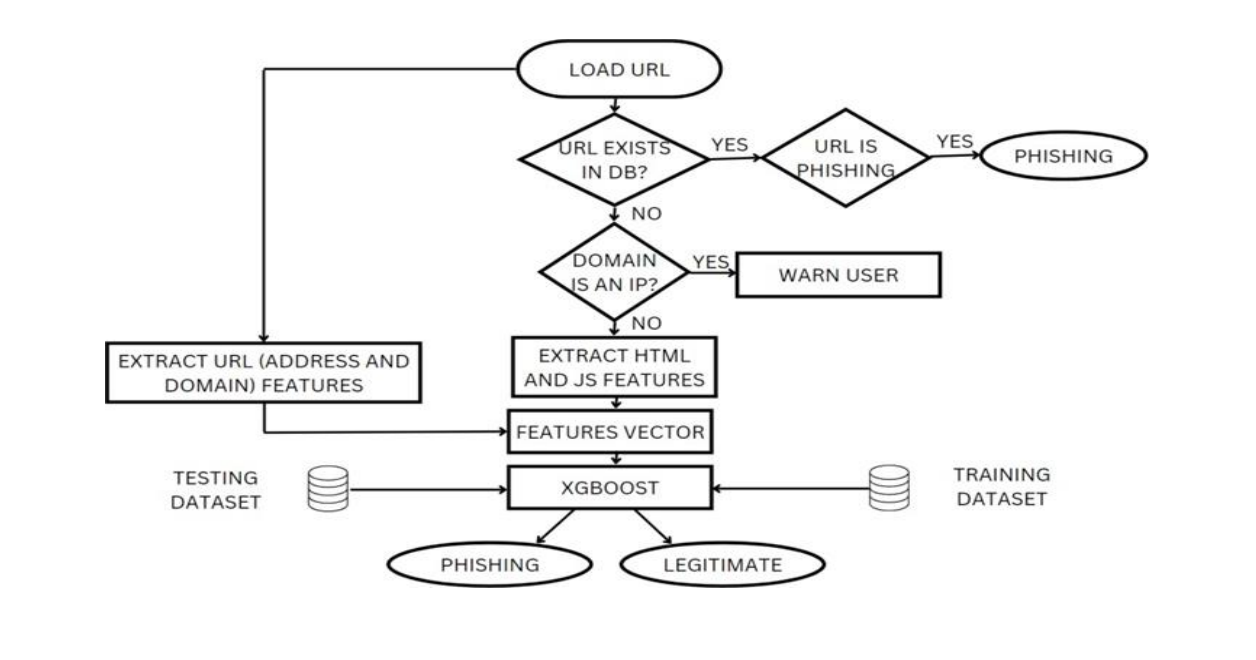 LOAD URL
URL EXISTS
IN DB?
YES
URL IS
PHISHING
YES
PHISHING
NO
DOMAIN
IS AN IP?
YES
WARN USER
NO
EXTRACT URL (ADDRESS AND
DOMAIN) FEATURES
EXTRACT HTML
AND JS FEATURES
FEATURES VECTOR
TESTING
DATASET
XGBOOST
TRAINING
DATASET
PHISHING
LEGITIMATE